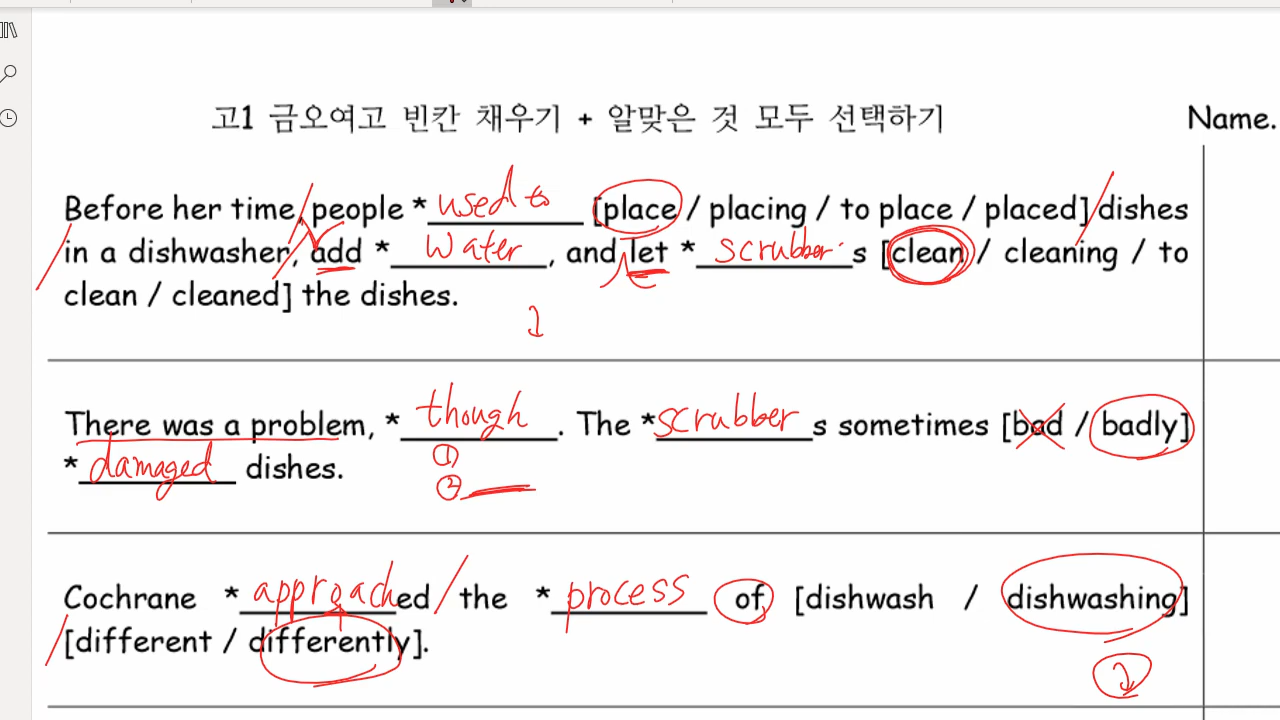 고1 금오여고 빈칸 채우기 + 알맞은 것 모두 선택하기
Name.
Before her time, people * used to [place / placing / to place / placed] dishes
in a dishwasher, add * water, and let * scrubbers [clean / cleaning / to
clean / cleaned] the dishes.
There was a problem, * though. The *scrubbers sometimes [bad / badly]
* damaged dishes.
①
②
Cochrane * approached the * process of [dishwash / dishwashing]
[different / differently].